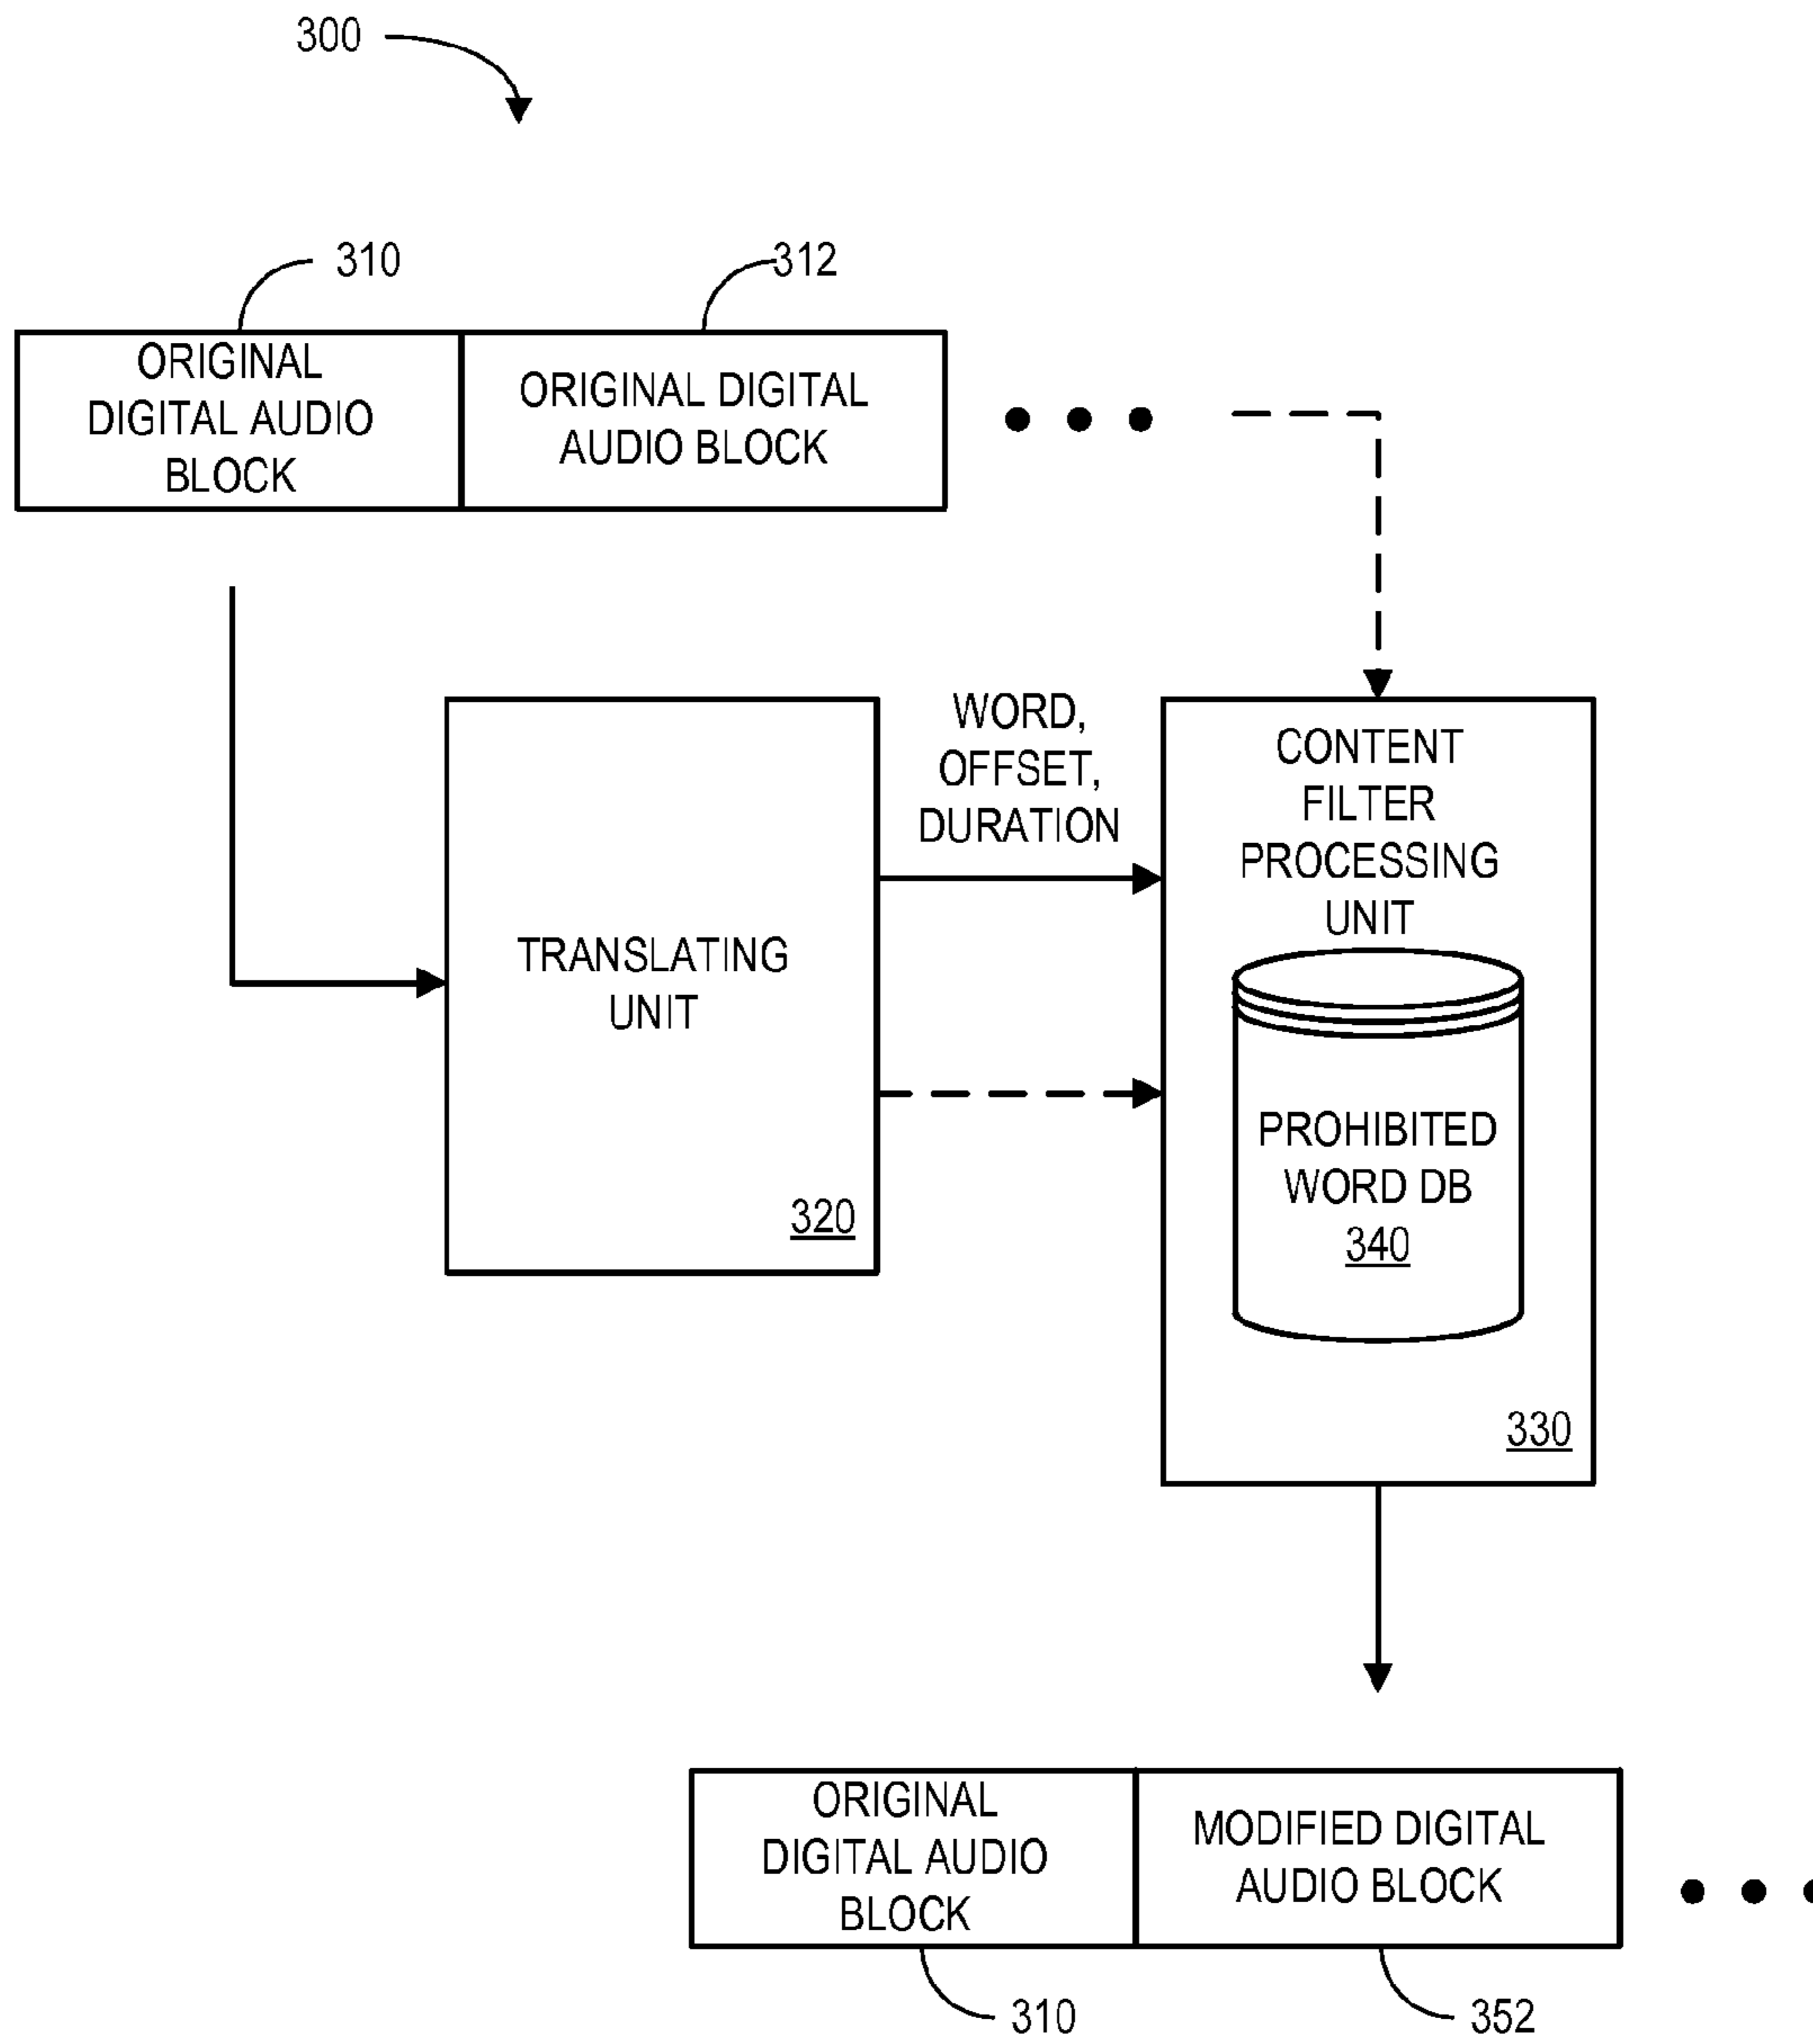 300
310
312
ORIGINAL
DIGITAL AUDIO
BLOCK
ORIGINAL DIGITAL
AUDIO BLOCK
WORD,
OFFSET,
DURATION
CONTENT
FILTER
PROCESSING
UNIT
TRANSLATING
UNIT
320
PROHIBITED
WORD DB
340
330
ORIGINAL
DIGITAL AUDIO
BLOCK
MODIFIED DIGITAL
AUDIO BLOCK
310
352